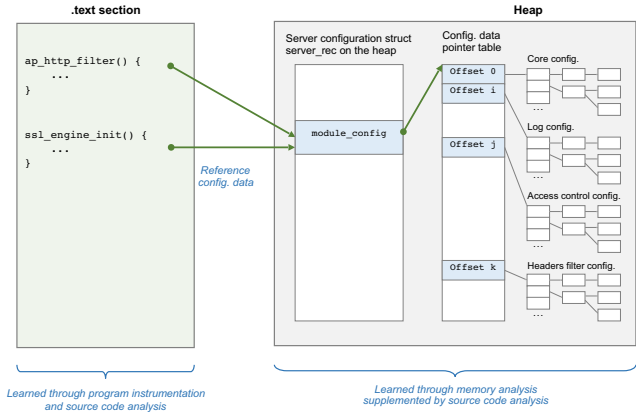 .text section
Heap
ap_http_filter() {
...
}
ssl_engine_init() {
...
}
Reference
config. data
Server configuration struct
server_rec on the heap
module_config
Config. data
pointer table
Offset 0
Offset i
Offset j
Offset k
Core config.
...
Log config.
...
Access control config.
...
Headers filter config.
...
Learned through program instrumentation
and source code analysis
Learned through memory analysis
supplemented by source code analysis